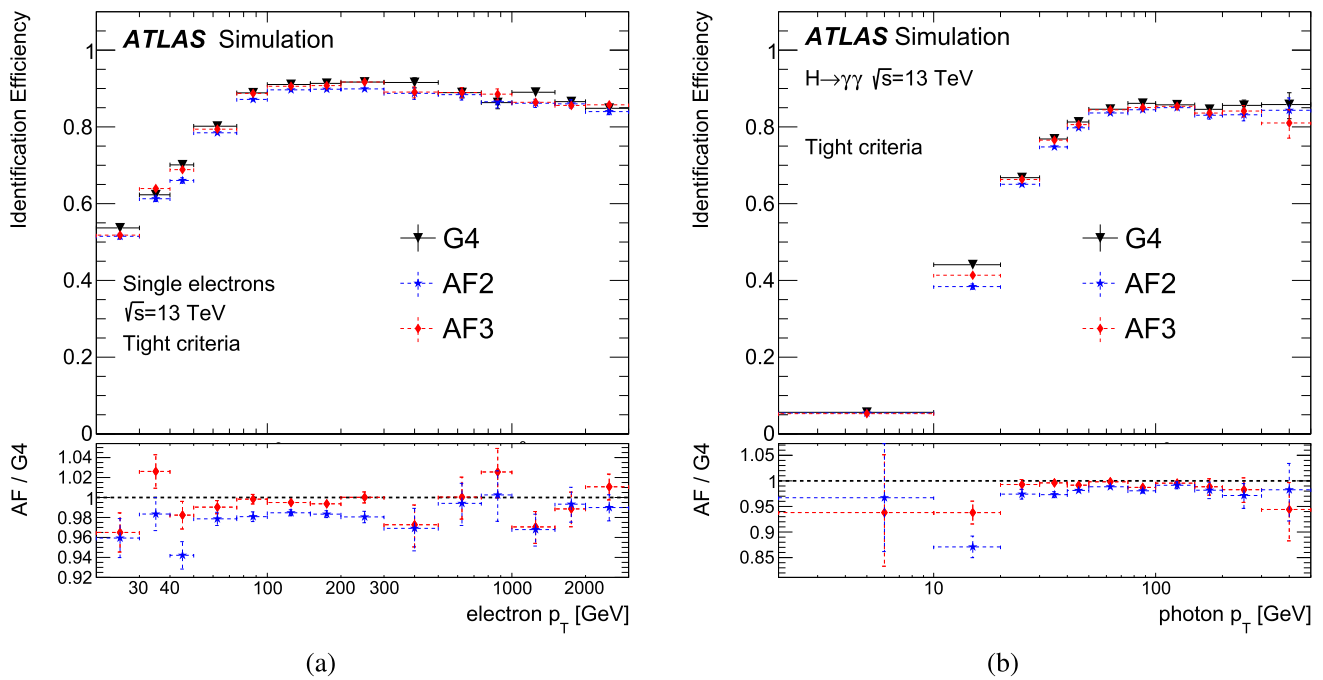 Identification Efficiency
1
0.8
0.6
0.4
0.2
0
ATLAS Simulation
G4
AF2
AF3
Single electrons
√s=13 TeV
Tight criteria
AF / G4
1.04
1.02
1
0.98
0.96
0.94
0.92
30 40 100 200 300 1000 2000
electron p_T [GeV]
(a)
Identification Efficiency
1
0.8
0.6
0.4
0.2
0
ATLAS Simulation
H→γγ √s=13 TeV
Tight criteria
G4
AF2
AF3
AF / G4
1.05
1
0.95
0.9
0.85
10 100
photon p_T [GeV]
(b)